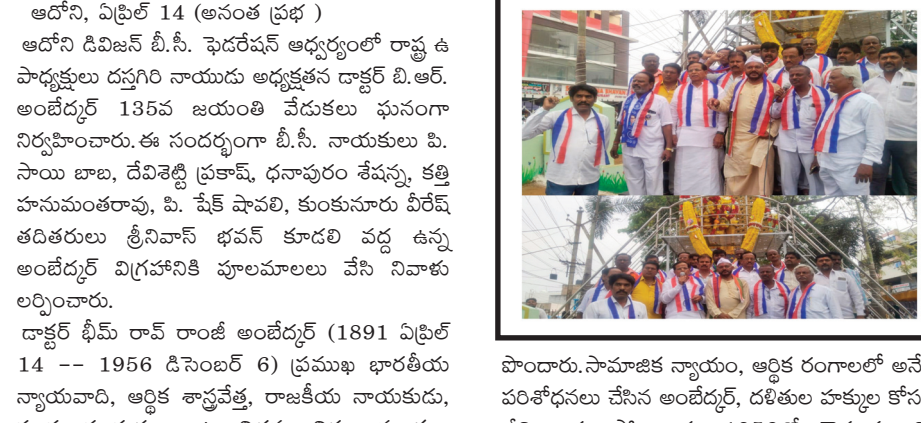 ఆదోని, ఏప్రిల్ 14 (అనంత ప్రభ )
ఆదోని డివిజన్ బీ.సీ. ఫెడరేషన్ ఆధ్వర్యంలో రాష్ట్ర ఉ
పాధ్యక్షులు దస్తగిరి నాయుడు అధ్యక్షతన డాక్టర్ బి.ఆర్.
అంబేద్కర్ 135వ జయంతి వేడుకలు ఘనంగా
నిర్వహించారు.ఈ సందర్భంగా బీ.సీ. నాయకులు పి.
సాయి బాబ, దేవిశెట్టి ప్రకాష్, ధనాపురం శేషన్న, కత్తి
హనుమంతరావు, పి. షేక్ షావలి, కుంకునూరు వీరేష్
తదితరులు శ్రీనివాస్ భవన్ కూడలి వద్ద ఉన్న
అంబేద్కర్ విగ్రహానికి పూలమాలలు వేసి నివాళు
లర్పించారు.
డాక్టర్ భీమ్ రావ్ రాంజీ అంబేద్కర్ (1891 ఏప్రిల్
14 -- 1956 డిసెంబర్ 6) ప్రముఖ భారతీయ
న్యాయవాది, ఆర్థిక శాస్త్రవేత్త, రాజకీయ నాయకుడు,
పొందారు.సామాజిక న్యాయం, ఆర్థిక రంగాలలో అనే
పరిశోధనలు చేసిన అంబేద్కర్, దళితుల హక్కుల కోస